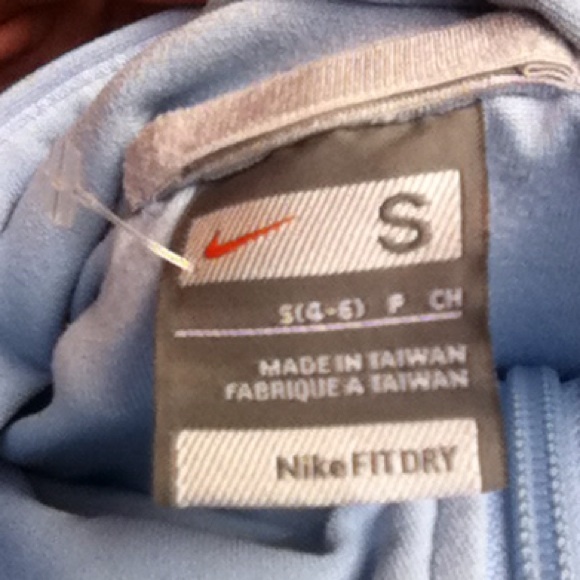 S
S(4-6) P CH
MADE IN TAIWAN
FABRIQUE A TAIWAN
Nike FIT DRY